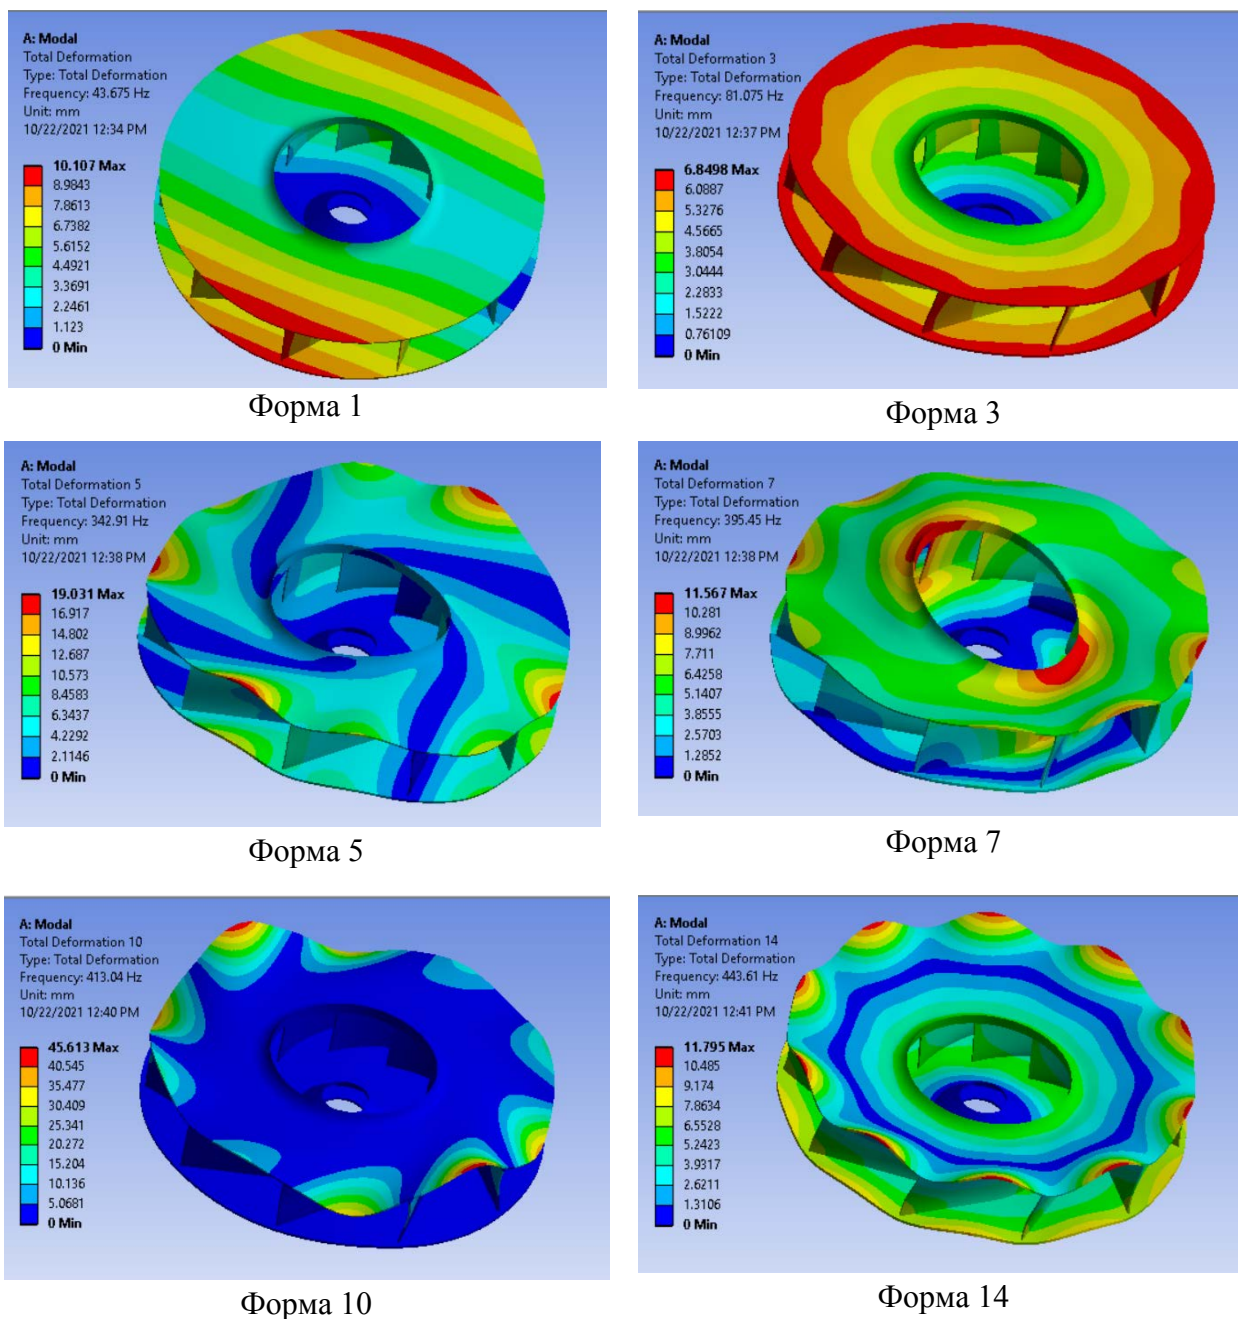 A: Modal
Total Deformation
Type: Total Deformation
Frequency: 43.675 Hz
Unit: mm
10/22/2021 12:34 PM
10.107 Max
8.9843
7.8613
6.7382
5.6152
4.4921
3.3691
2.2461
1.123
0 Min
Форма 1
A: Modal
Total Deformation 3
Type: Total Deformation
Frequency: 81.075 Hz
Unit: mm
10/22/2021 12:37 PM
6.8498 Max
6.0887
5.3276
4.5665
3.8054
3.0444
2.2833
1.5222
0.76109
0 Min
Форма 3
A: Modal
Total Deformation 5
Type: Total Deformation
Frequency: 342.91 Hz
Unit: mm
10/22/2021 12:38 PM
19.031 Max
16.917
14.802
12.687
10.573
8.4583
6.3437
4.2292
2.1146
0 Min
Форма 5
A: Modal
Total Deformation 7
Type: Total Deformation
Frequency: 395.45 Hz
Unit: mm
10/22/2021 12:38 PM
11.567 Max
10.281
8.9962
7.711
6.4258
5.1407
3.8555
2.5703
1.2852
0 Min
Форма 7
A: Modal
Total Deformation 10
Type: Total Deformation
Frequency: 413.04 Hz
Unit: mm
10/22/2021 12:40 PM
45.613 Max
40.545
35.477
30.409
25.341
20.272
15.204
10.136
5.0681
0 Min
Форма 10
A: Modal
Total Deformation 14
Type: Total Deformation
Frequency: 443.61 Hz
Unit: mm
10/22/2021 12:41 PM
11.795 Max
10.485
9.174
7.8634
6.5528
5.2423
3.9317
2.6211
1.3106
0 Min
Форма 14